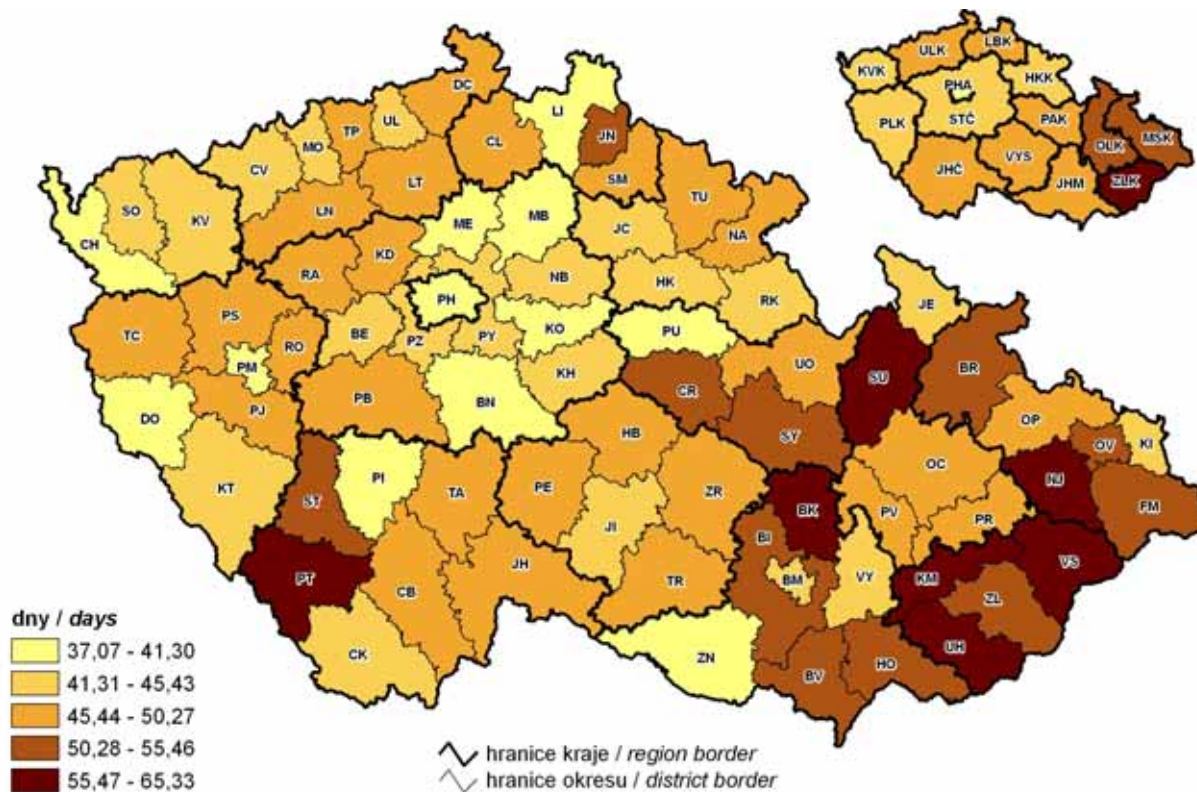 DC
LI
UL
JN
TP
CL
MO
CV
SM
LT
TU
SO
KV
LN
ME
MB
NA
CH
JC
KD
RA
NB
HK
RK
JE
PH
TC
PS
RO
BE
KO
PU
PZ
PY
PM
UO
SU
BR
KH
CR
DO
PJ
PB
BN
OP
HB
SY
OV
KI
OC
PI
KT
ST
TA
PE
ZR
NJ
FM
BK
PV
PR
JI
BI
VS
PT
JH
TR
BM
VY
KM
CB
ZL
CK
ZN
UH
HO
BV
ULK
LBK
KVK
HKK
PHA
STČ
PLK
PAK
OLK
MSK
VYS
JHČ
JHM
ZLK
dny / days
37,07 - 41,30
41,31 - 45,43
45,44 - 50,27
50,28 - 55,46
55,47 - 65,33
hranice kraje / region border
hranice okresu / district border